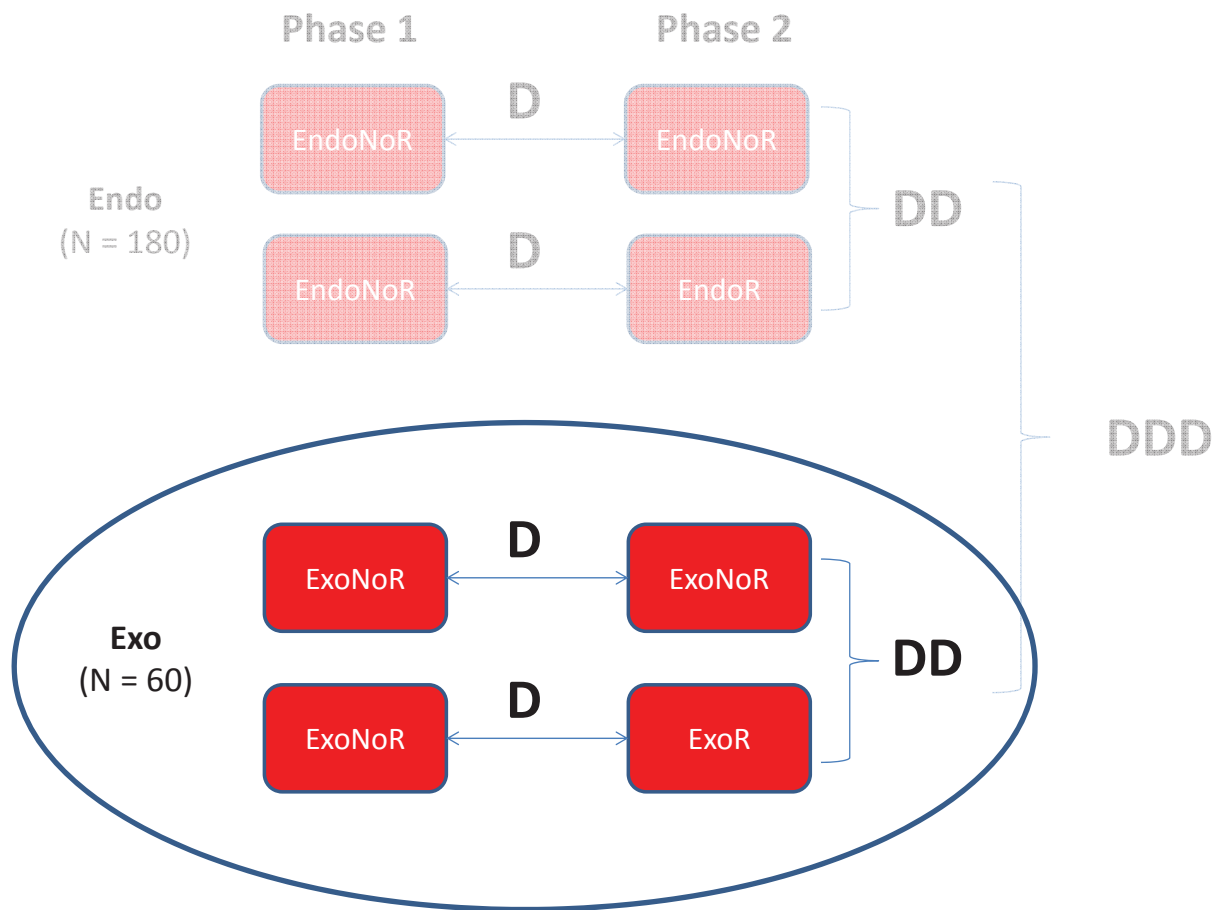 Phase 1 Phase 2
EndoNoR D EndoNoR
Endo
(N = 180)
DD
EndoNoR D EndoR
DDD
ExoNoR D ExoNoR
Exo
(N = 60)
DD
ExoNoR D ExoR